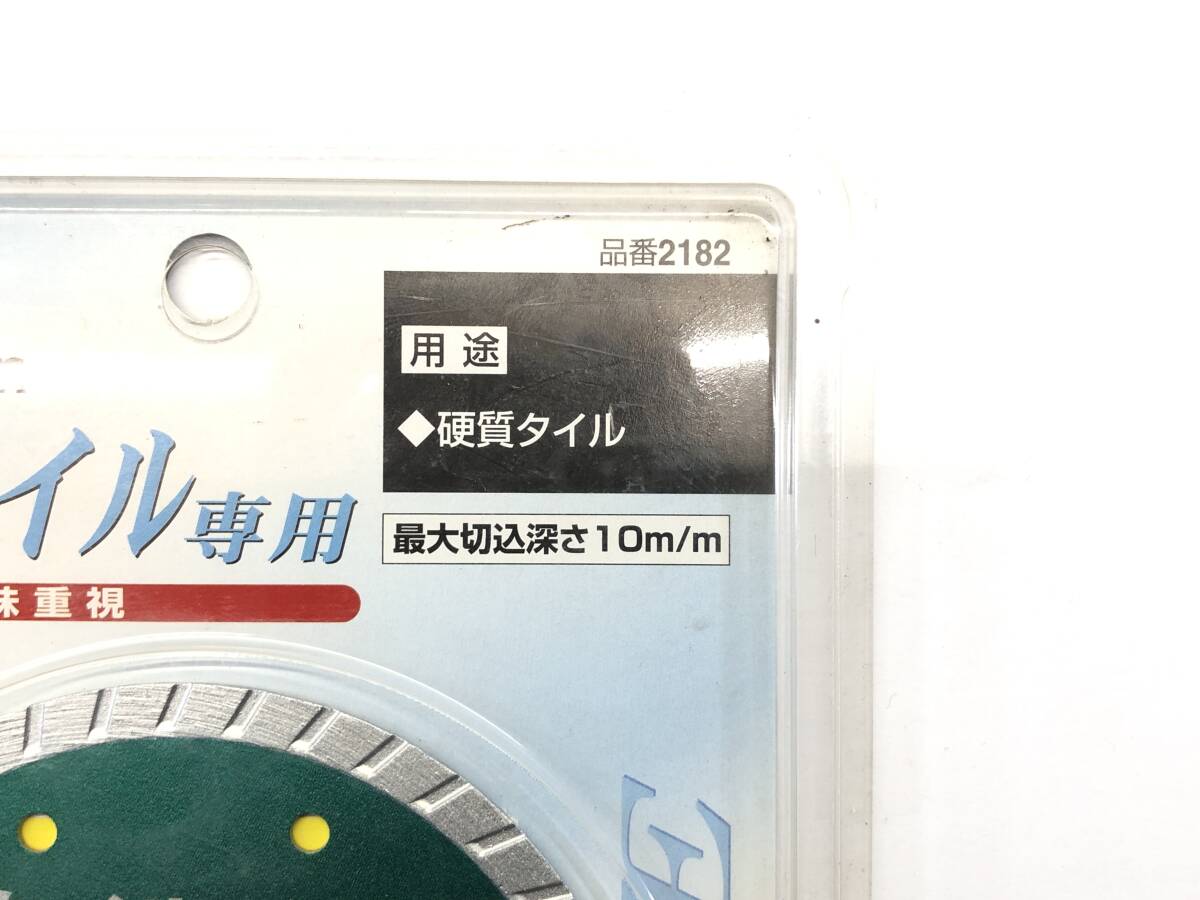 品番2182
用途
◆硬質タイル
イル専用
最大切込深さ10m/m
味重視